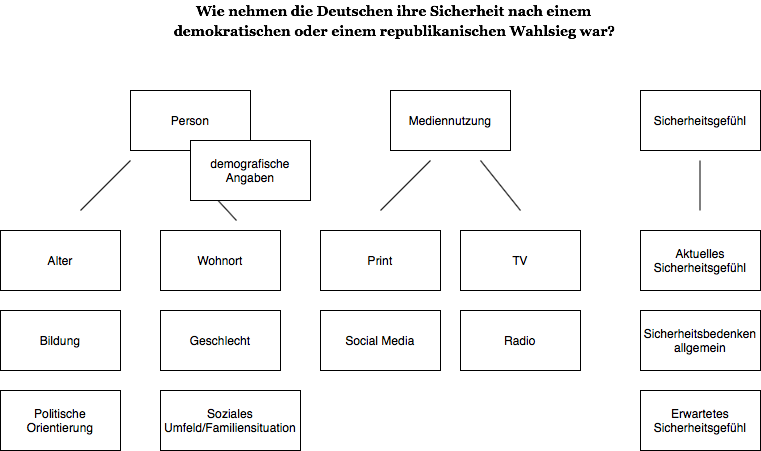 Wie nehmen die Deutschen ihre Sicherheit nach einem
demokratischen oder einem republikanischen Wahlsieg war?
Person
Mediennutzung
Sicherheitsgefühl
demografische
Angaben
Alter
Wohnort
Print
TV
Aktuelles
Sicherheitsgefühl
Bildung
Geschlecht
Social Media
Radio
Sicherheitsbedenken
allgemein
Politische
Orientierung
Soziales
Umfeld/Familiensituation
Erwartetes
Sicherheitsgefühl